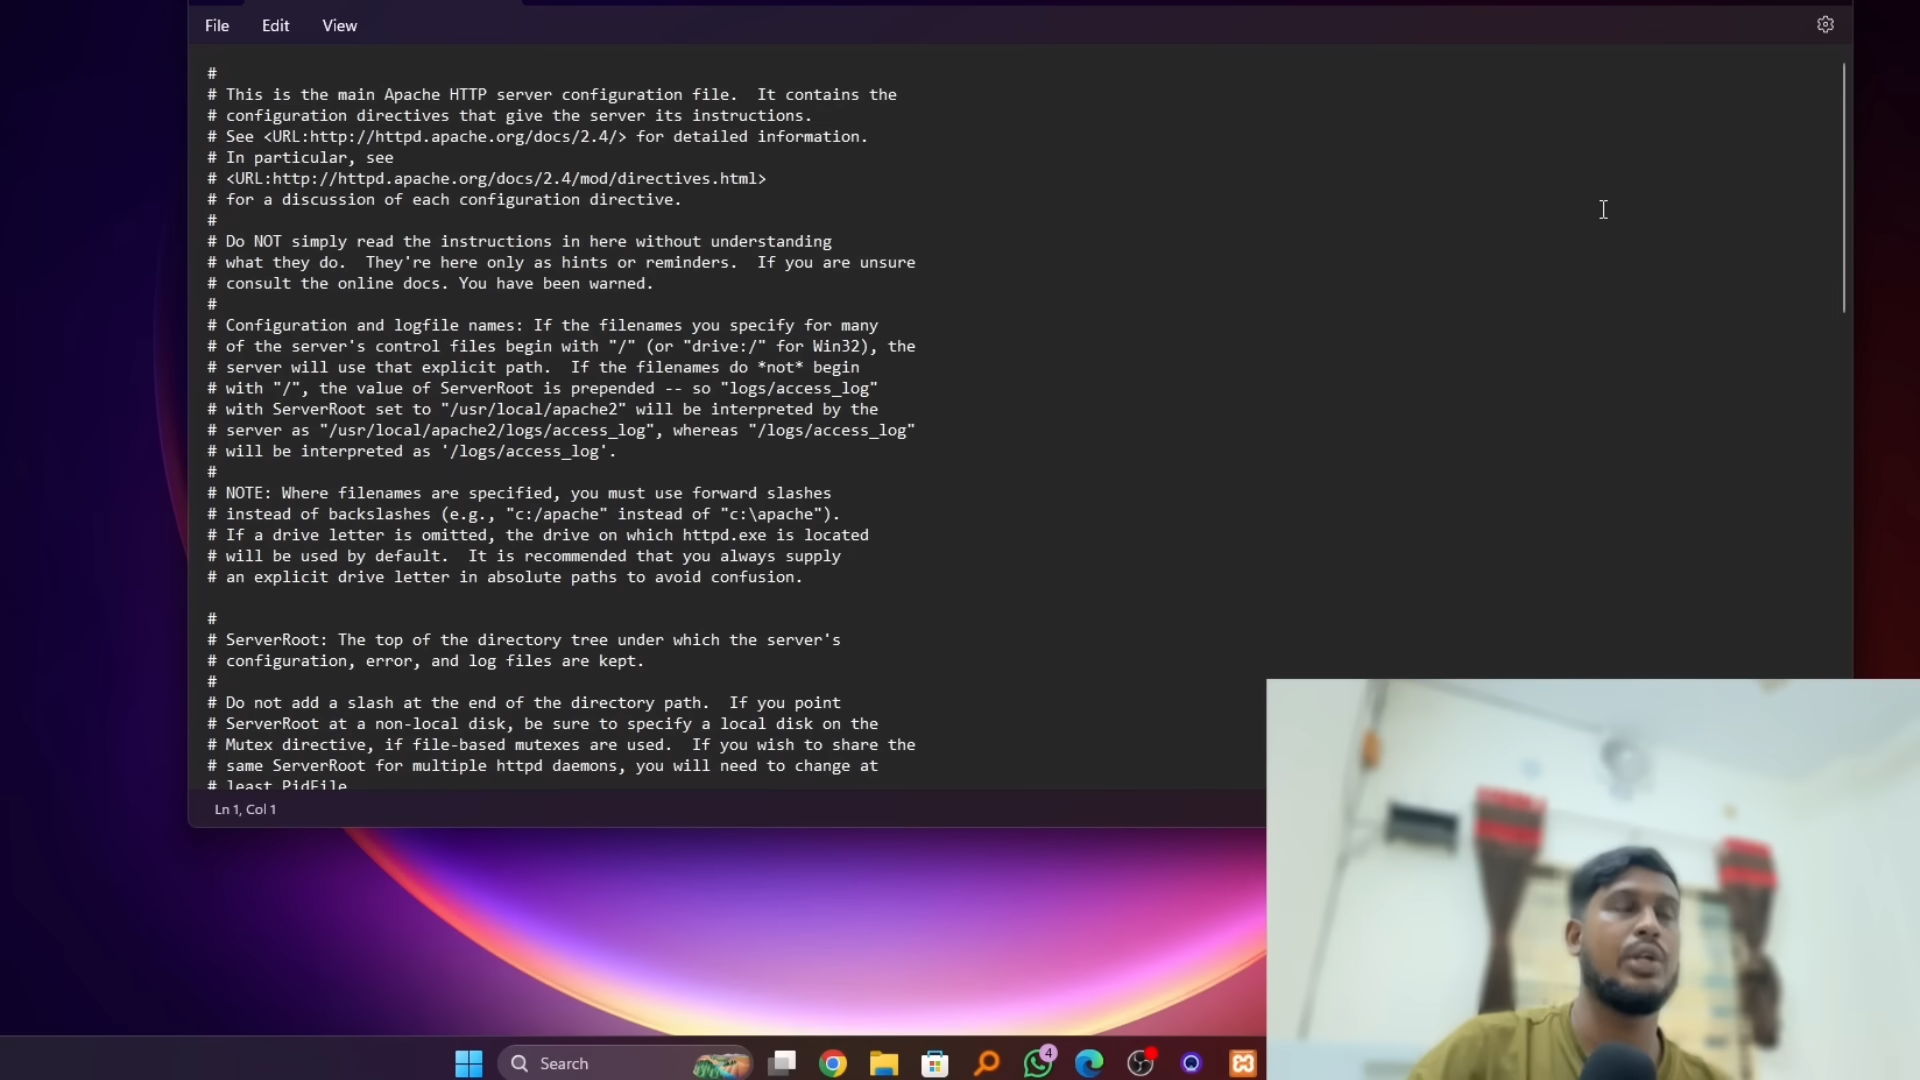 File Edit View
#
# This is the main Apache HTTP server configuration file.  It contains the
# configuration directives that give the server its instructions.
# See <URL:http://httpd.apache.org/docs/2.4/> for detailed information.
# In particular, see
# <URL:http://httpd.apache.org/docs/2.4/mod/directives.html>
# for a discussion of each configuration directive.
#
# Do NOT simply read the instructions in here without understanding
# what they do.  They're here only as hints or reminders.  If you are unsure
# consult the online docs. You have been warned.
#
# Configuration and logfile names: If the filenames you specify for many
# of the server's control files begin with "/" (or "drive:/" for Win32), the
# server will use that explicit path.  If the filenames do *not* begin
# with "/", the value of ServerRoot is prepended -- so "logs/access_log"
# with ServerRoot set to "/usr/local/apache2" will be interpreted by the
# server as "/usr/local/apache2/logs/access_log", whereas "/logs/access_log"
# will be interpreted as '/logs/access_log'.
#
# NOTE: Where filenames are specified, you must use forward slashes
# instead of backslashes (e.g., "c:/apache" instead of "c:\apache").
# If a drive letter is omitted, the drive on which httpd.exe is located
# will be used by default.  It is recommended that you always supply
# an explicit drive letter in absolute paths to avoid confusion.
#
# ServerRoot: The top of the directory tree under which the server's
# configuration, error, and log files are kept.
#
# Do not add a slash at the end of the directory path.  If you point
# ServerRoot at a non-local disk, be sure to specify a local disk on the
# Mutex directive, if file-based mutexes are used.  If you wish to share the
# same ServerRoot for multiple httpd daemons, you will need to change at
# least PidFile
Ln 1, Col 1
Search
4